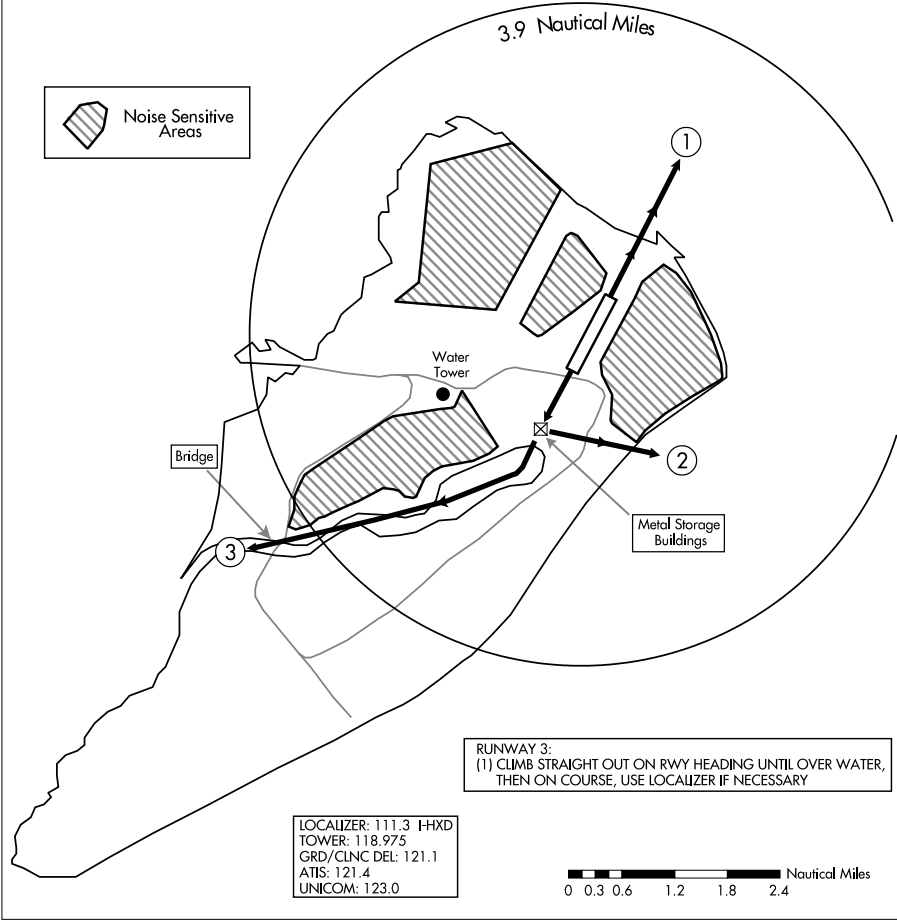 3.9 Nautical Miles
Noise Sensitive
Areas
1
Water
Tower
Bridge
2
Metal Storage
Buildings
3
RUNWAY 3:
(1) CLIMB STRAIGHT OUT ON RWY HEADING UNTIL OVER WATER,
THEN ON COURSE, USE LOCALIZER IF NECESSARY
LOCALIZER: 111.3 I-HXD
TOWER: 118.975
GRD/CLNC DEL: 121.1
ATIS: 121.4
UNICOM: 123.0
Nautical Miles
0 0.3 0.6 1.2 1.8 2.4